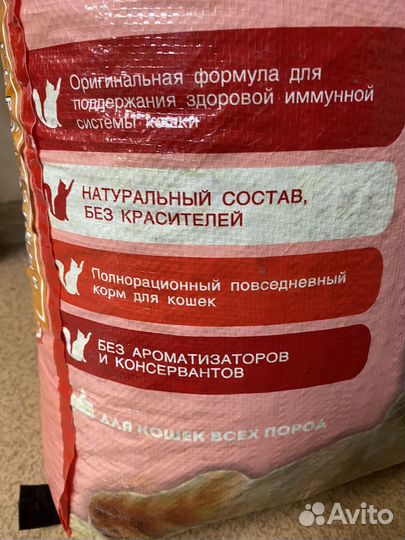 Оригинальная формула для
поддержания здоровой иммунной
системы кошки
НАТУРАЛЬНЫЙ СОСТАВ,
БЕЗ КРАСИТЕЛЕЙ
Полнорационный повседневный
корм для кошек
БЕЗ АРОМАТИЗАТОРОВ
И КОНСЕРВАНТОВ
ДЛЯ КОШЕК ВСЕХ ПОРОД
Avito